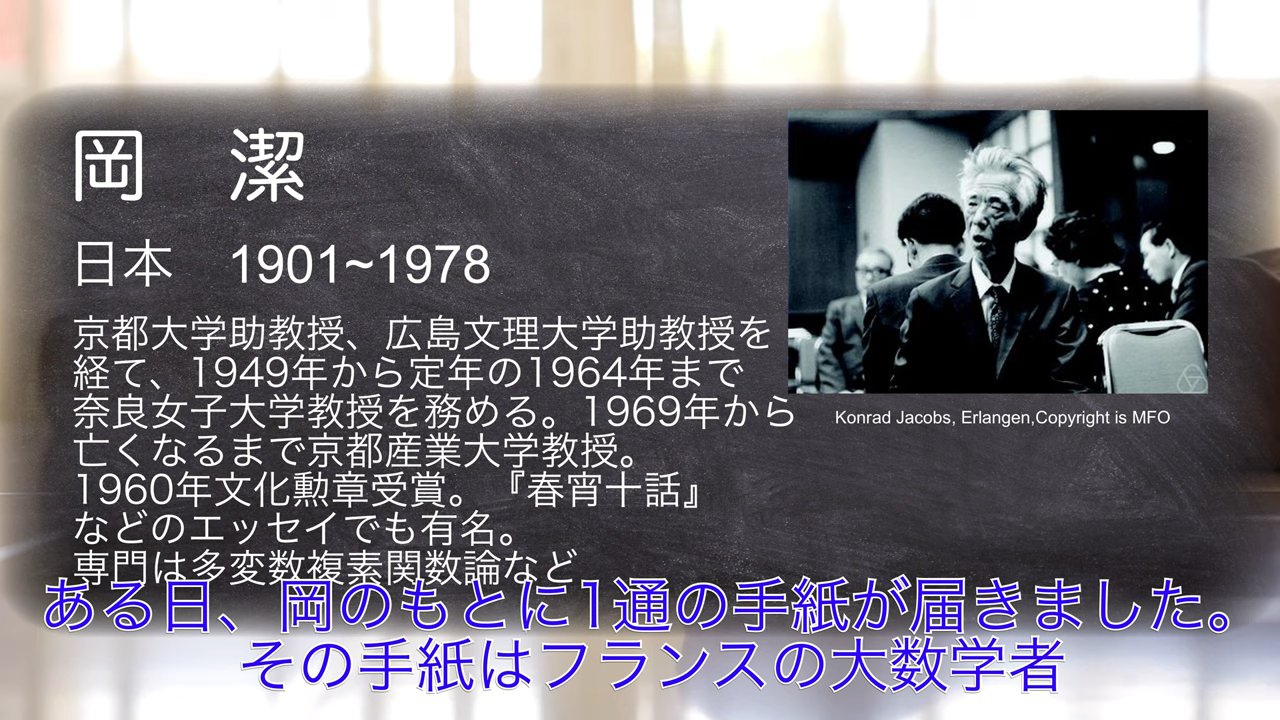 岡 潔
日本 1901~1978
京都大学助教授、広島文理大学助教授を
経て、1949年から定年の1964年まで
奈良女子大学教授を務める。1969年から
亡くなるまで京都産業大学教授。
1960年文化勲章受賞。『春宵十話』
などのエッセイでも有名。
専門は多変数複素関数論など
Konrad Jacobs, Erlangen,Copyright is MFO
ある日、岡のもとに1通の手紙が届きました。
その手紙はフランスの大数学者